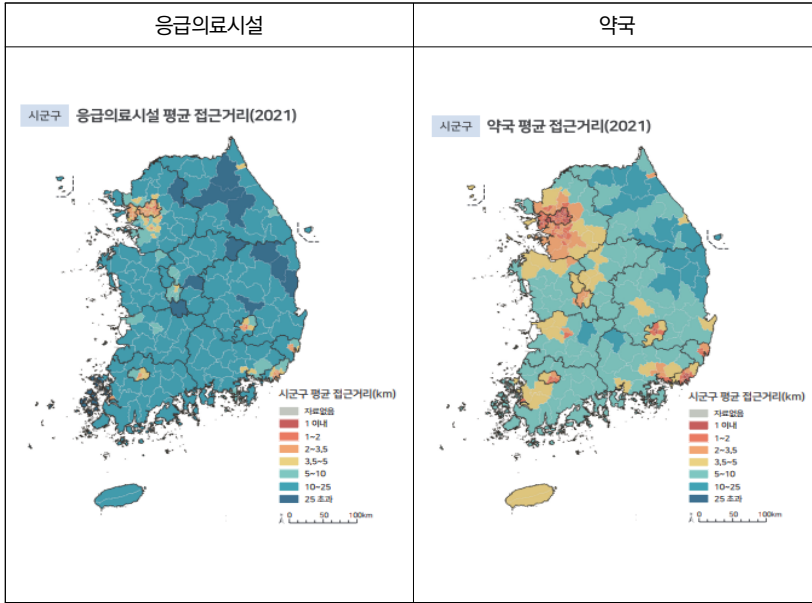 응급의료시설
약국
시군구 응급의료시설 평균 접근거리(2021)
시군구 평균 접근거리(km)
자료없음
1 이내
1~2
2~3.5
3.5~5
5~10
10~25
25 초과
0 50 100km
시군구 약국 평균 접근거리(2021)
시군구 평균 접근거리(km)
자료없음
1 이내
1~2
2~3.5
3.5~5
5~10
10~25
25 초과
0 50 100km